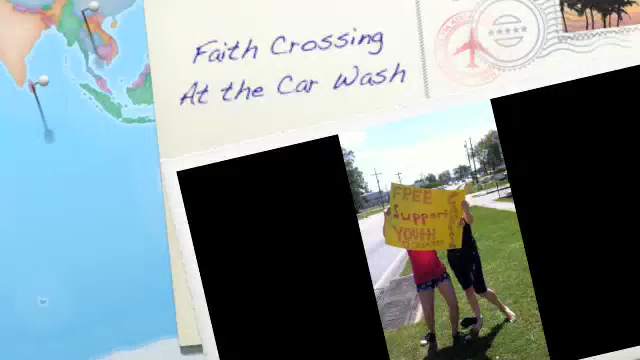 Faith Crossing
At the Car Wash
FREE
Support
YOUTH